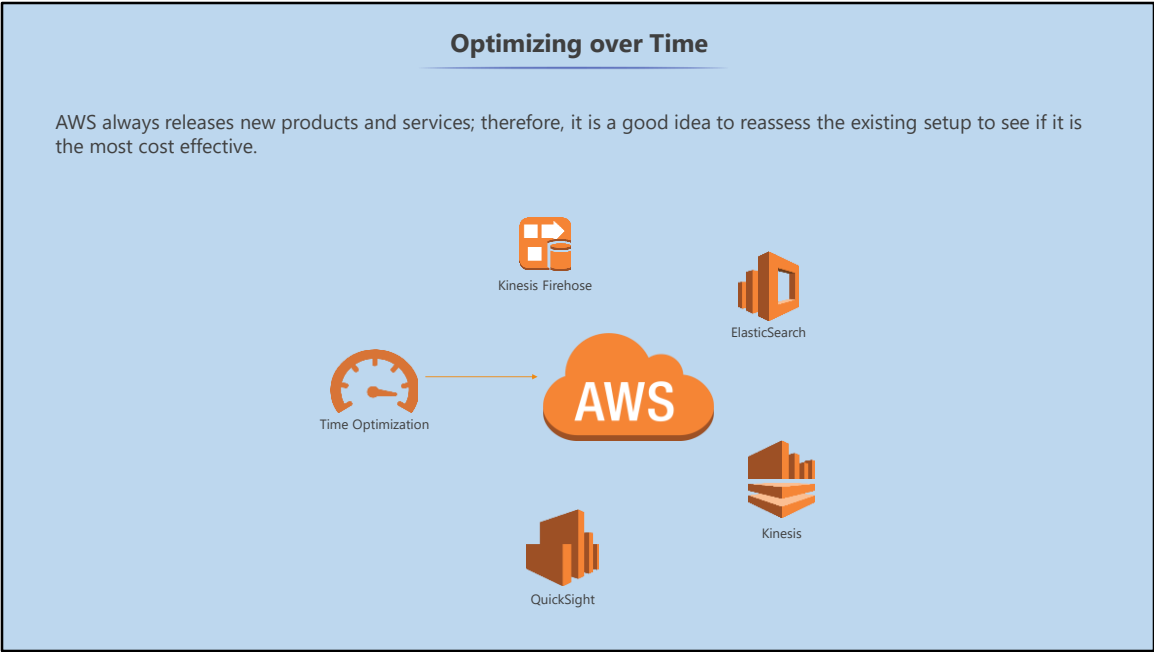 Optimizing over Time
AWS always releases new products and services; therefore, it is a good idea to reassess the existing setup to see if it is
the most cost effective.
Kinesis Firehose
ElasticSearch
AWS
Time Optimization
Kinesis
QuickSight